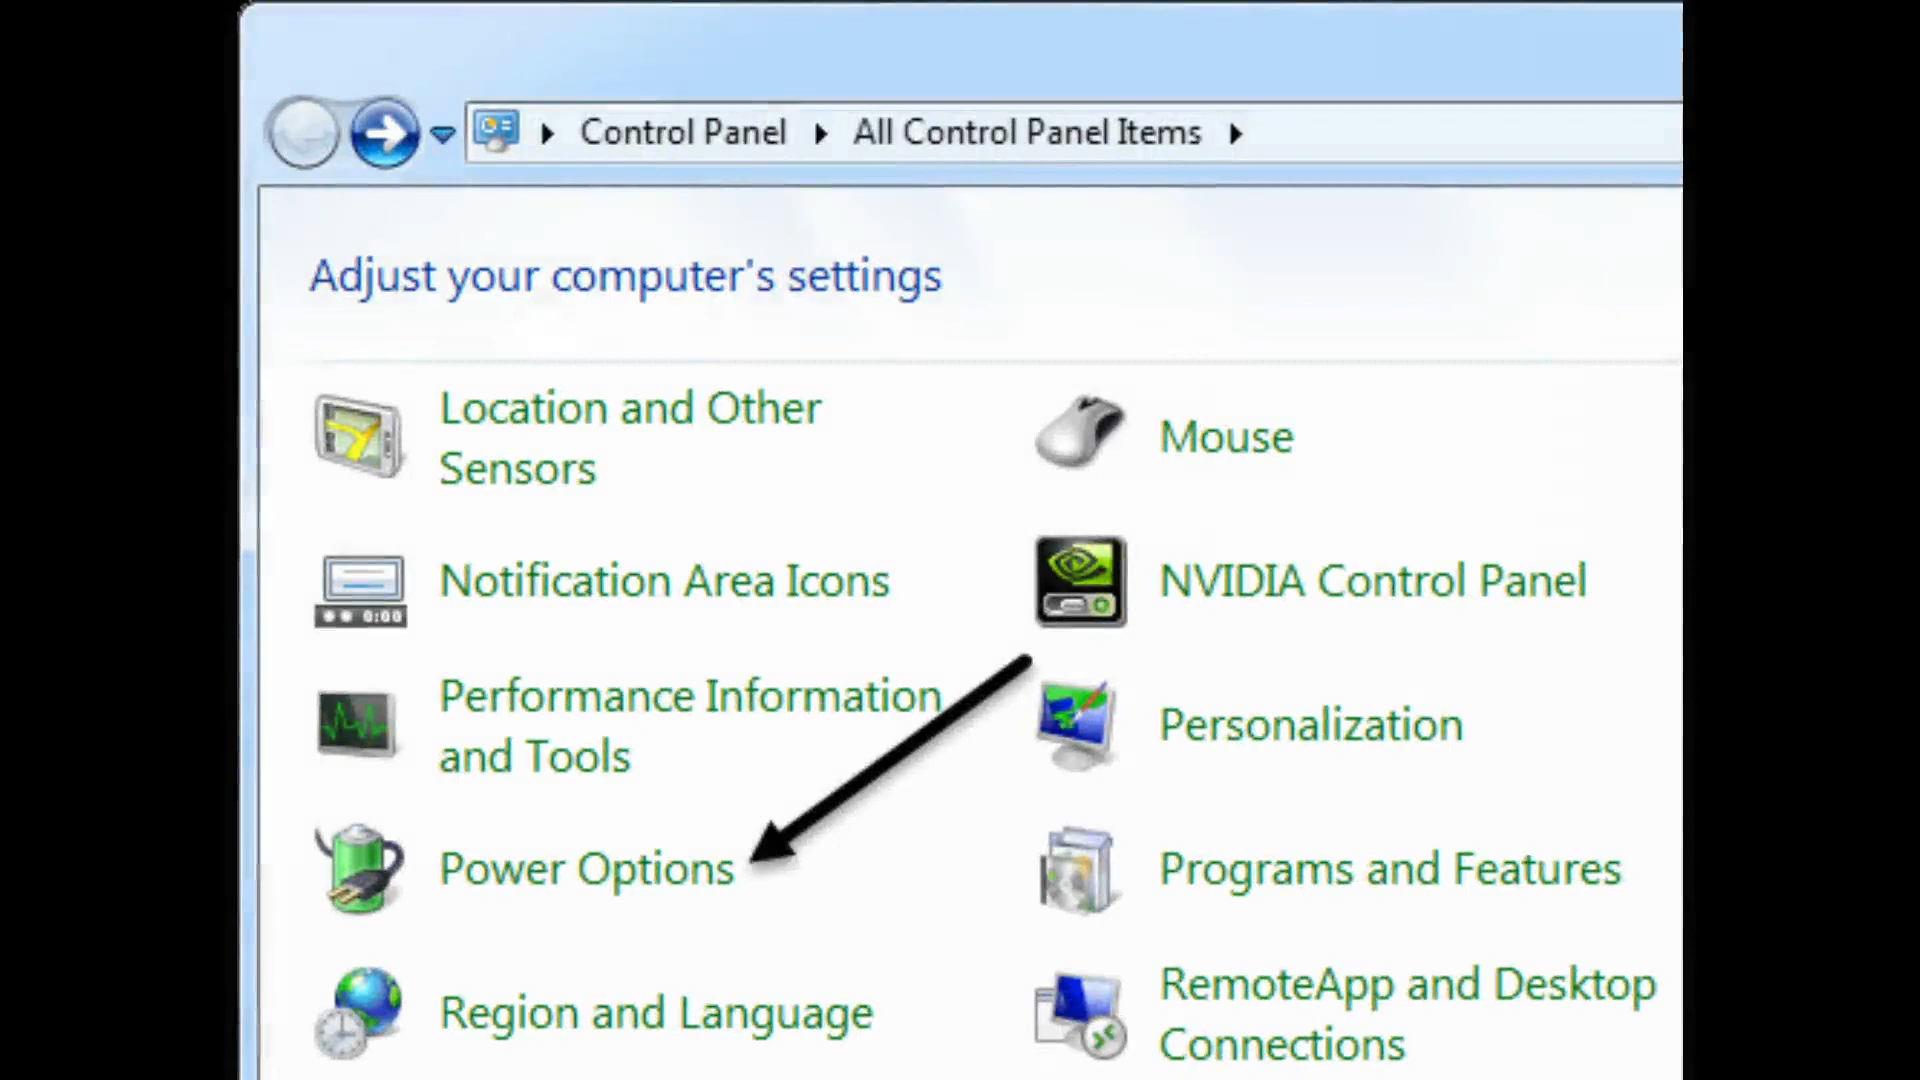 Control Panel
All Control Panel Items
Adjust your computer's settings
Location and Other
Sensors
Mouse
Notification Area Icons
0:00
NVIDIA Control Panel
Performance Information
and Tools
Personalization
Power Options
Programs and Features
Region and Language
RemoteApp and Desktop
Connections